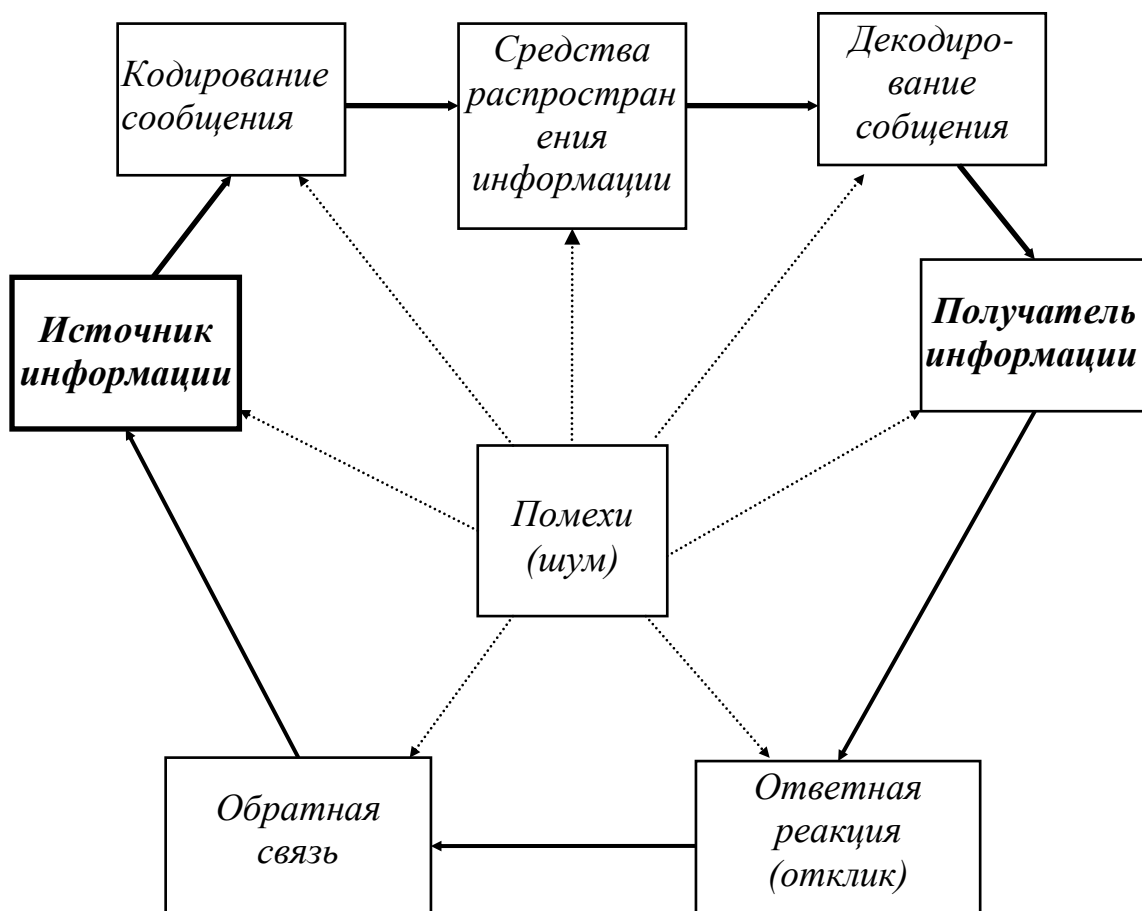 Кодирование
сообщения
Средства
распростран
ения
информации
Декодиро-
вание
собщения
Источник
информации
Получатель
информации
Помехи
(шум)
Обратная
связь
Ответная
реакция
(отклик)